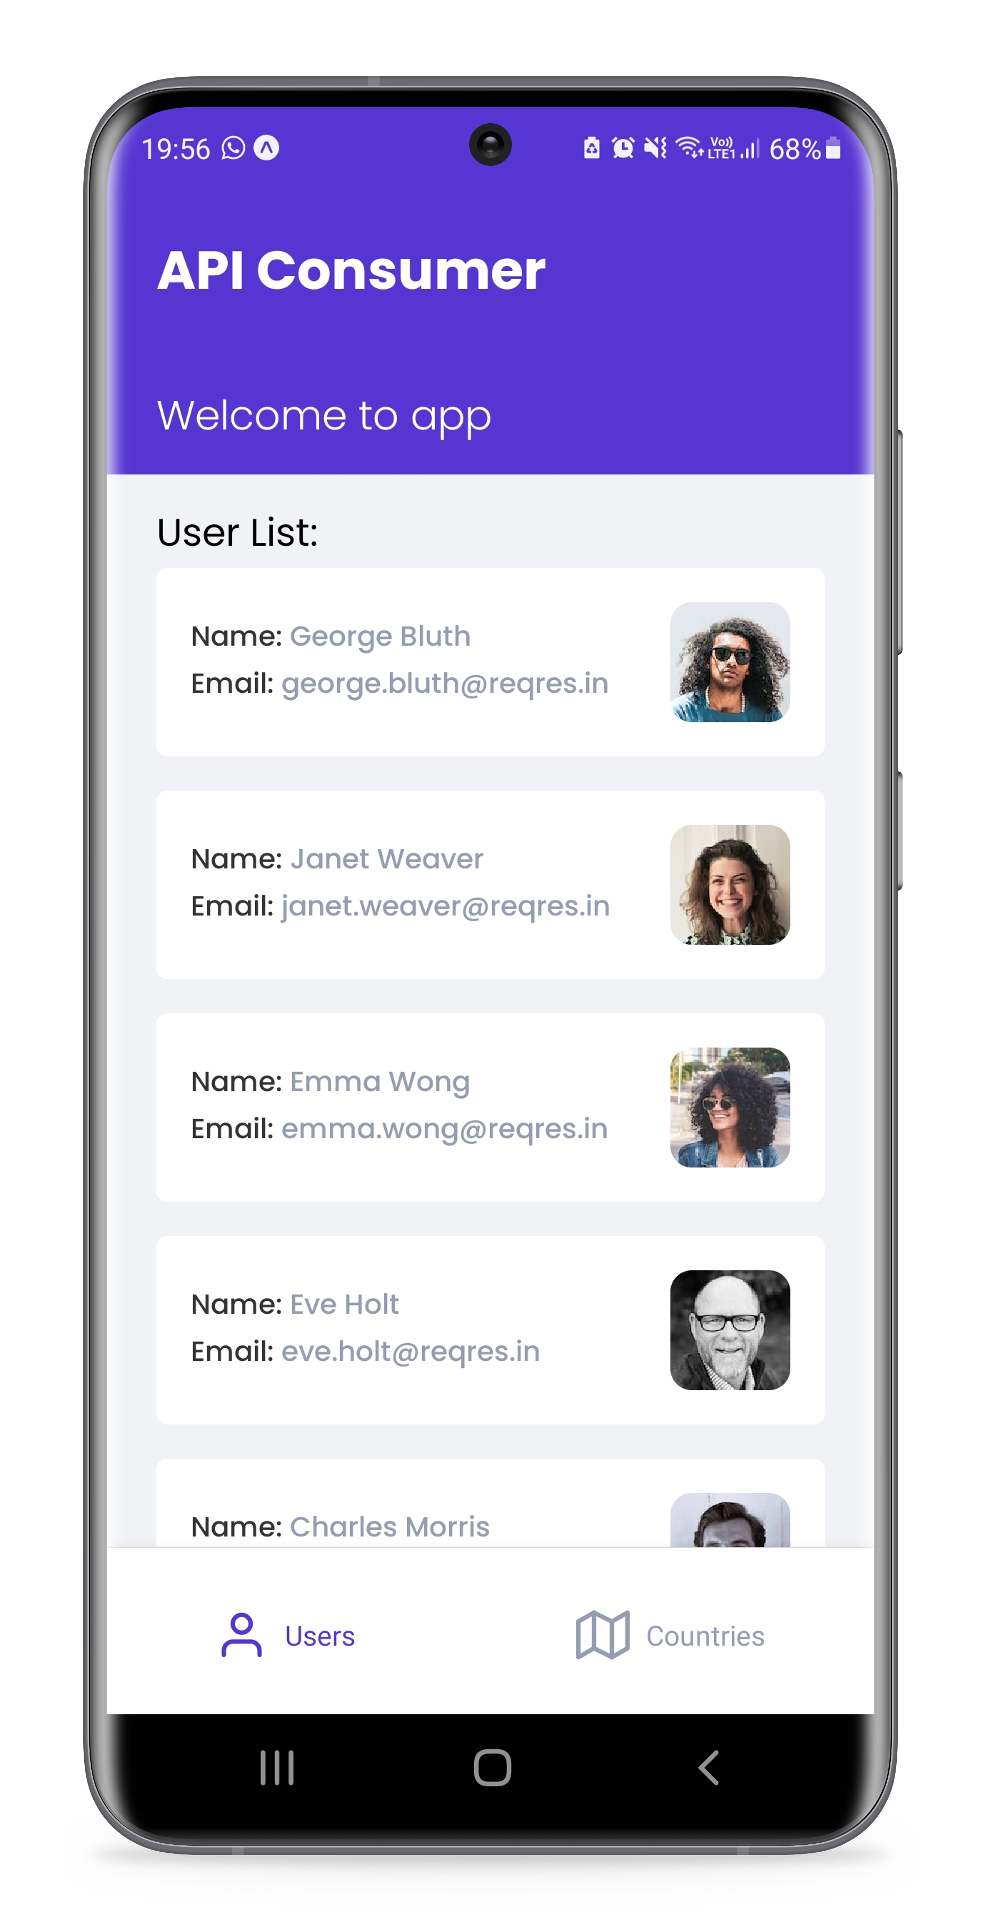 19:56 Vo)) LTE1 68%
API Consumer
Welcome to app
User List:
Name: George Bluth
Email: george.bluth@reqres.in
Name: Janet Weaver
Email: janet.weaver@reqres.in
Name: Emma Wong
Email: emma.wong@reqres.in
Name: Eve Holt
Email: eve.holt@reqres.in
Name: Charles Morris
Users
Countries